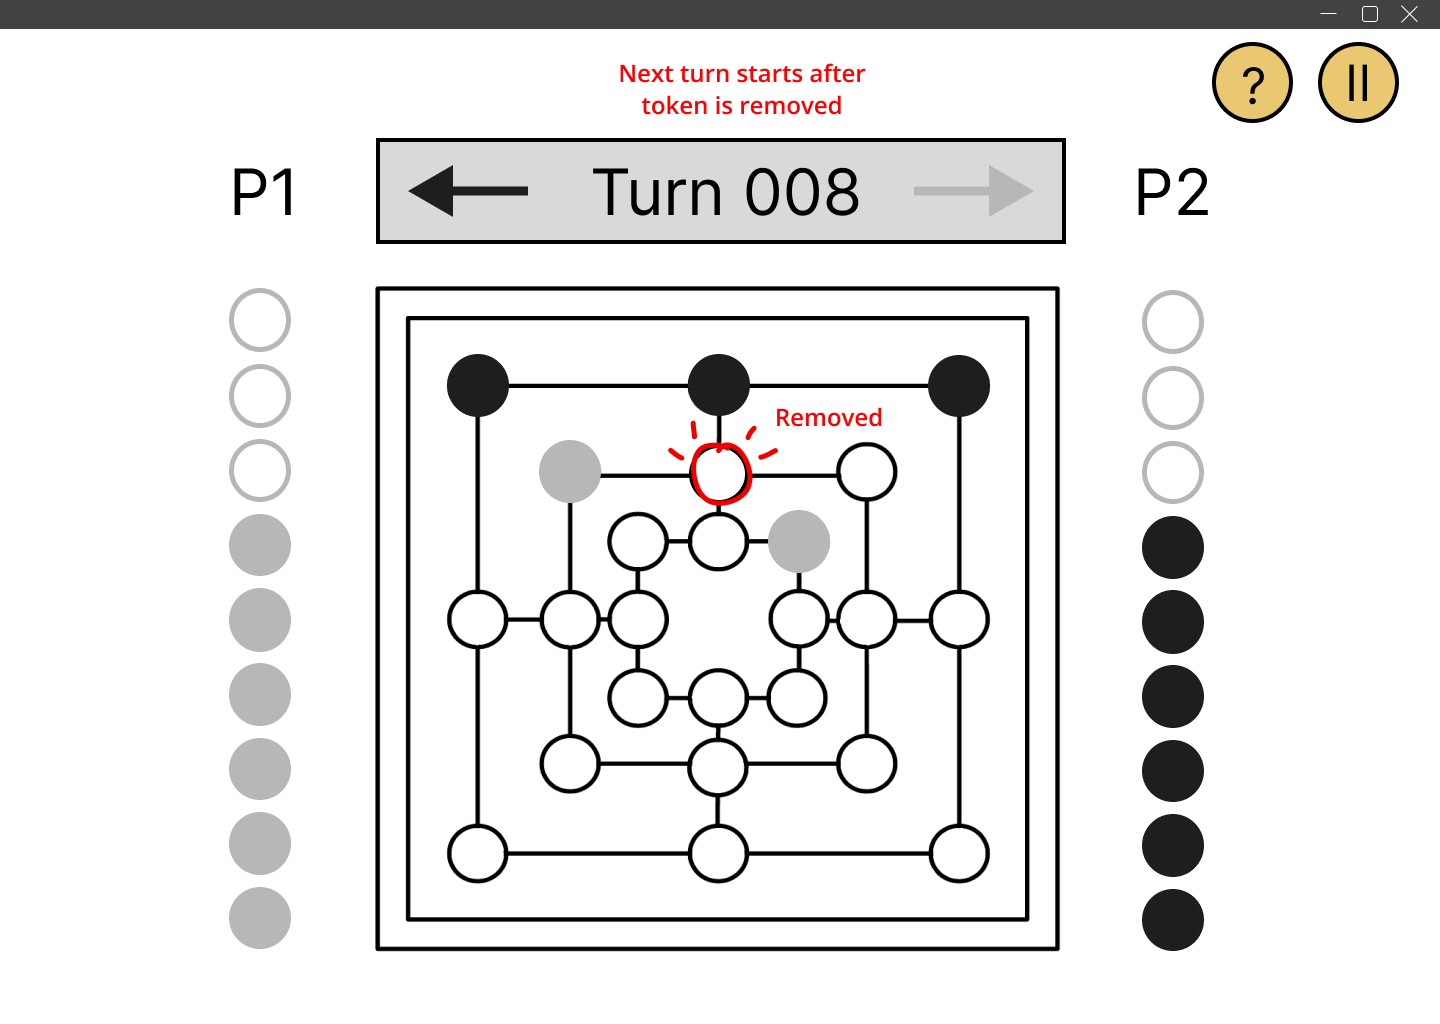 Next turn starts after
token is removed
?
P1
Turn 008
P2
Removed